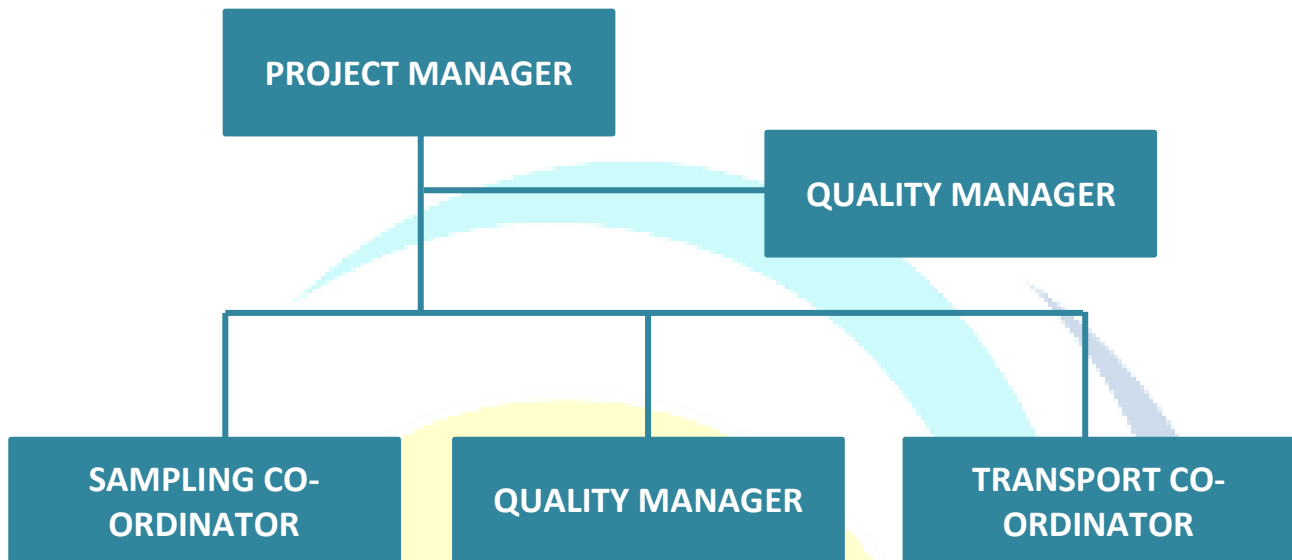 PROJECT MANAGER
QUALITY MANAGER
SAMPLING CO-
ORDINATOR
QUALITY MANAGER
TRANSPORT CO-
ORDINATOR